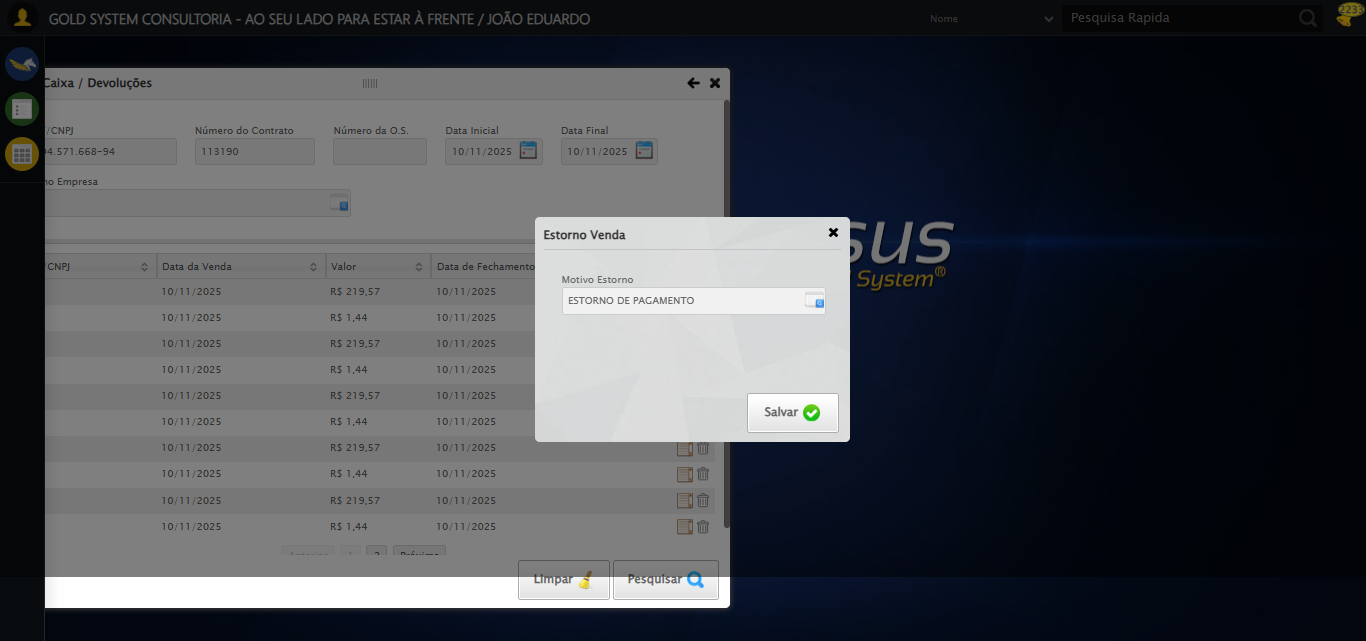 GOLD SYSTEM CONSULTORIA - AO SEU LADO PARA ESTAR À FRENTE / JOÃO EDUARDO
Nome
Pesquisa Rapida
2233
Caixa / Devoluções
/CNPJ
Número do Contrato
Número da O.S.
Data Inicial
Data Final
94.571.668-94
113190
10/11/2025
10/11/2025
Empresa
sus
System®
Estorno Venda
Motivo Estorno
ESTORNO DE PAGAMENTO
Salvar
/CNPJ
Data da Venda
Valor
Data de Fechamento
10/11/2025 R$ 219,57 10/11/2025
10/11/2025 R$ 1,44 10/11/2025
10/11/2025 R$ 219,57 10/11/2025
10/11/2025 R$ 1,44 10/11/2025
10/11/2025 R$ 219,57 10/11/2025
10/11/2025 R$ 1,44 10/11/2025
10/11/2025 R$ 219,57 10/11/2025
10/11/2025 R$ 1,44 10/11/2025
10/11/2025 R$ 219,57 10/11/2025
10/11/2025 R$ 1,44 10/11/2025
Anterior 1 2 Próximo
Limpar
Pesquisar